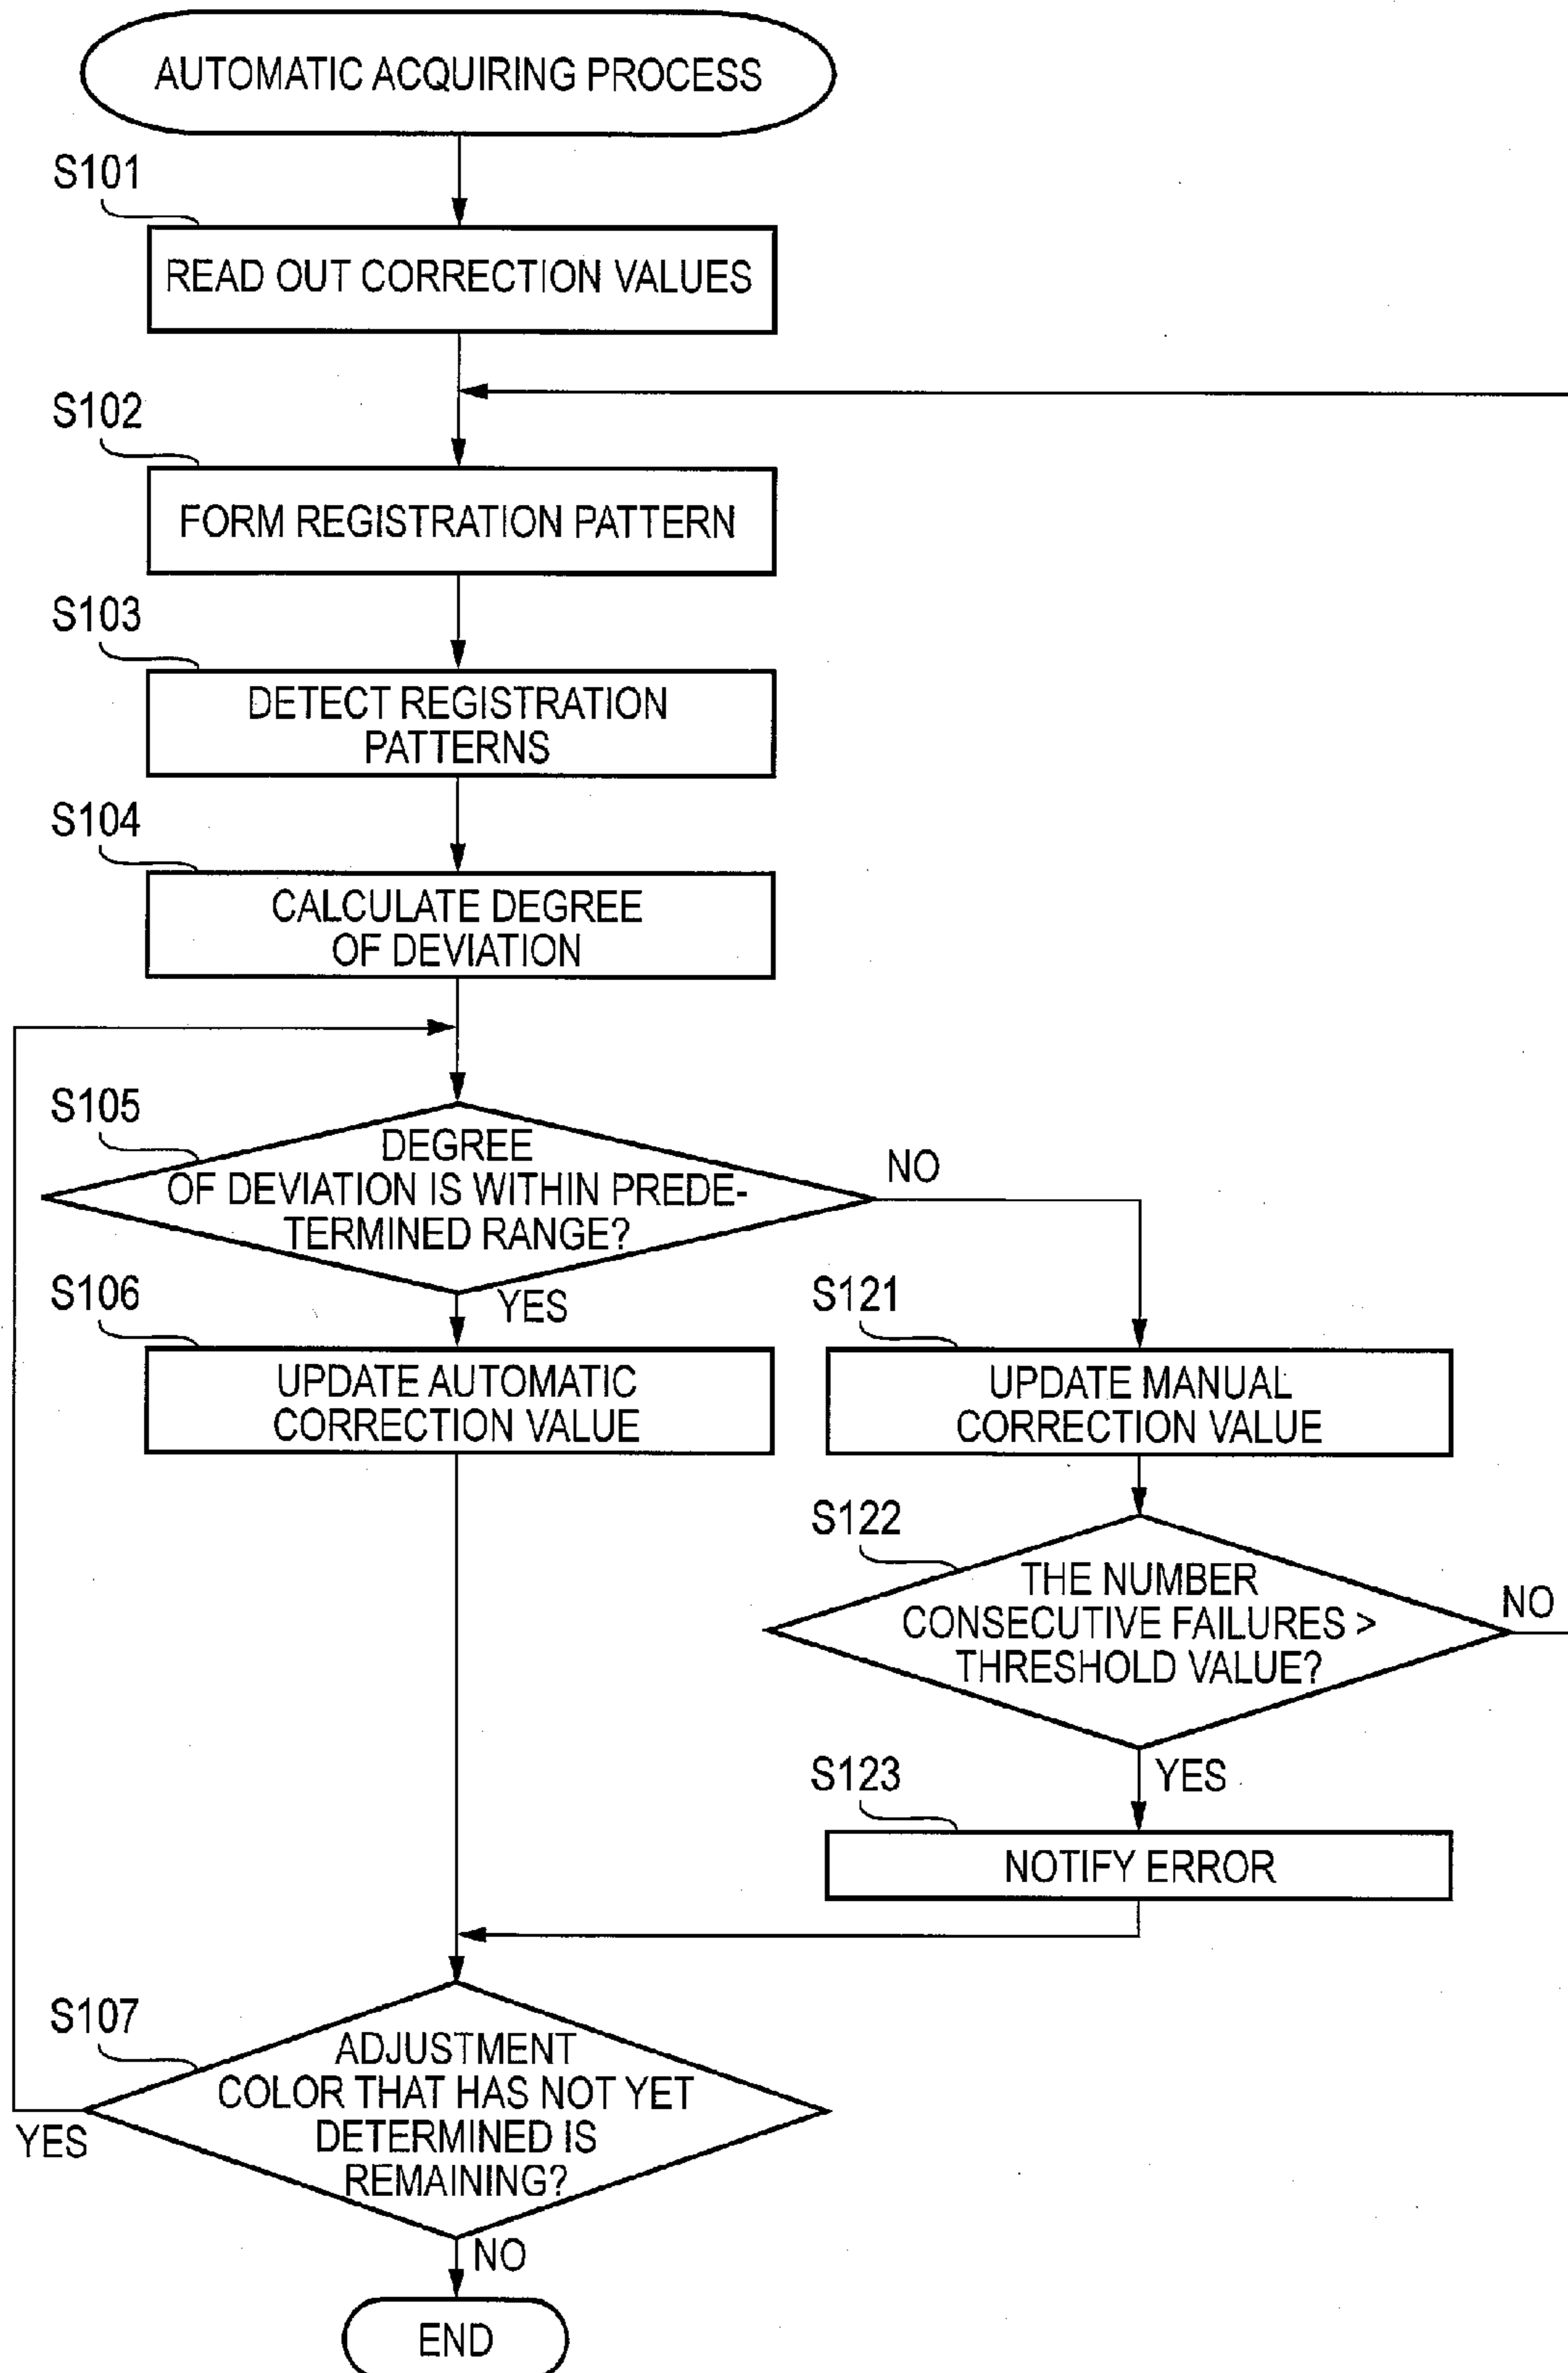 AUTOMATIC ACQUIRING PROCESS
S101
READ OUT CORRECTION VALUES
S102
FORM REGISTRATION PATTERN
S103
DETECT REGISTRATION
PATTERNS
S104
CALCULATE DEGREE
OF DEVIATION
S105
DEGREE
OF DEVIATION IS WITHIN PREDE-
TERMINED RANGE?
NO
YES
S106
UPDATE AUTOMATIC
CORRECTION VALUE
S121
UPDATE MANUAL
CORRECTION VALUE
S122
THE NUMBER
CONSECUTIVE FAILURES >
THRESHOLD VALUE?
NO
YES
S123
NOTIFY ERROR
S107
ADJUSTMENT
COLOR THAT HAS NOT YET
DETERMINED IS
REMAINING?
YES
NO
END